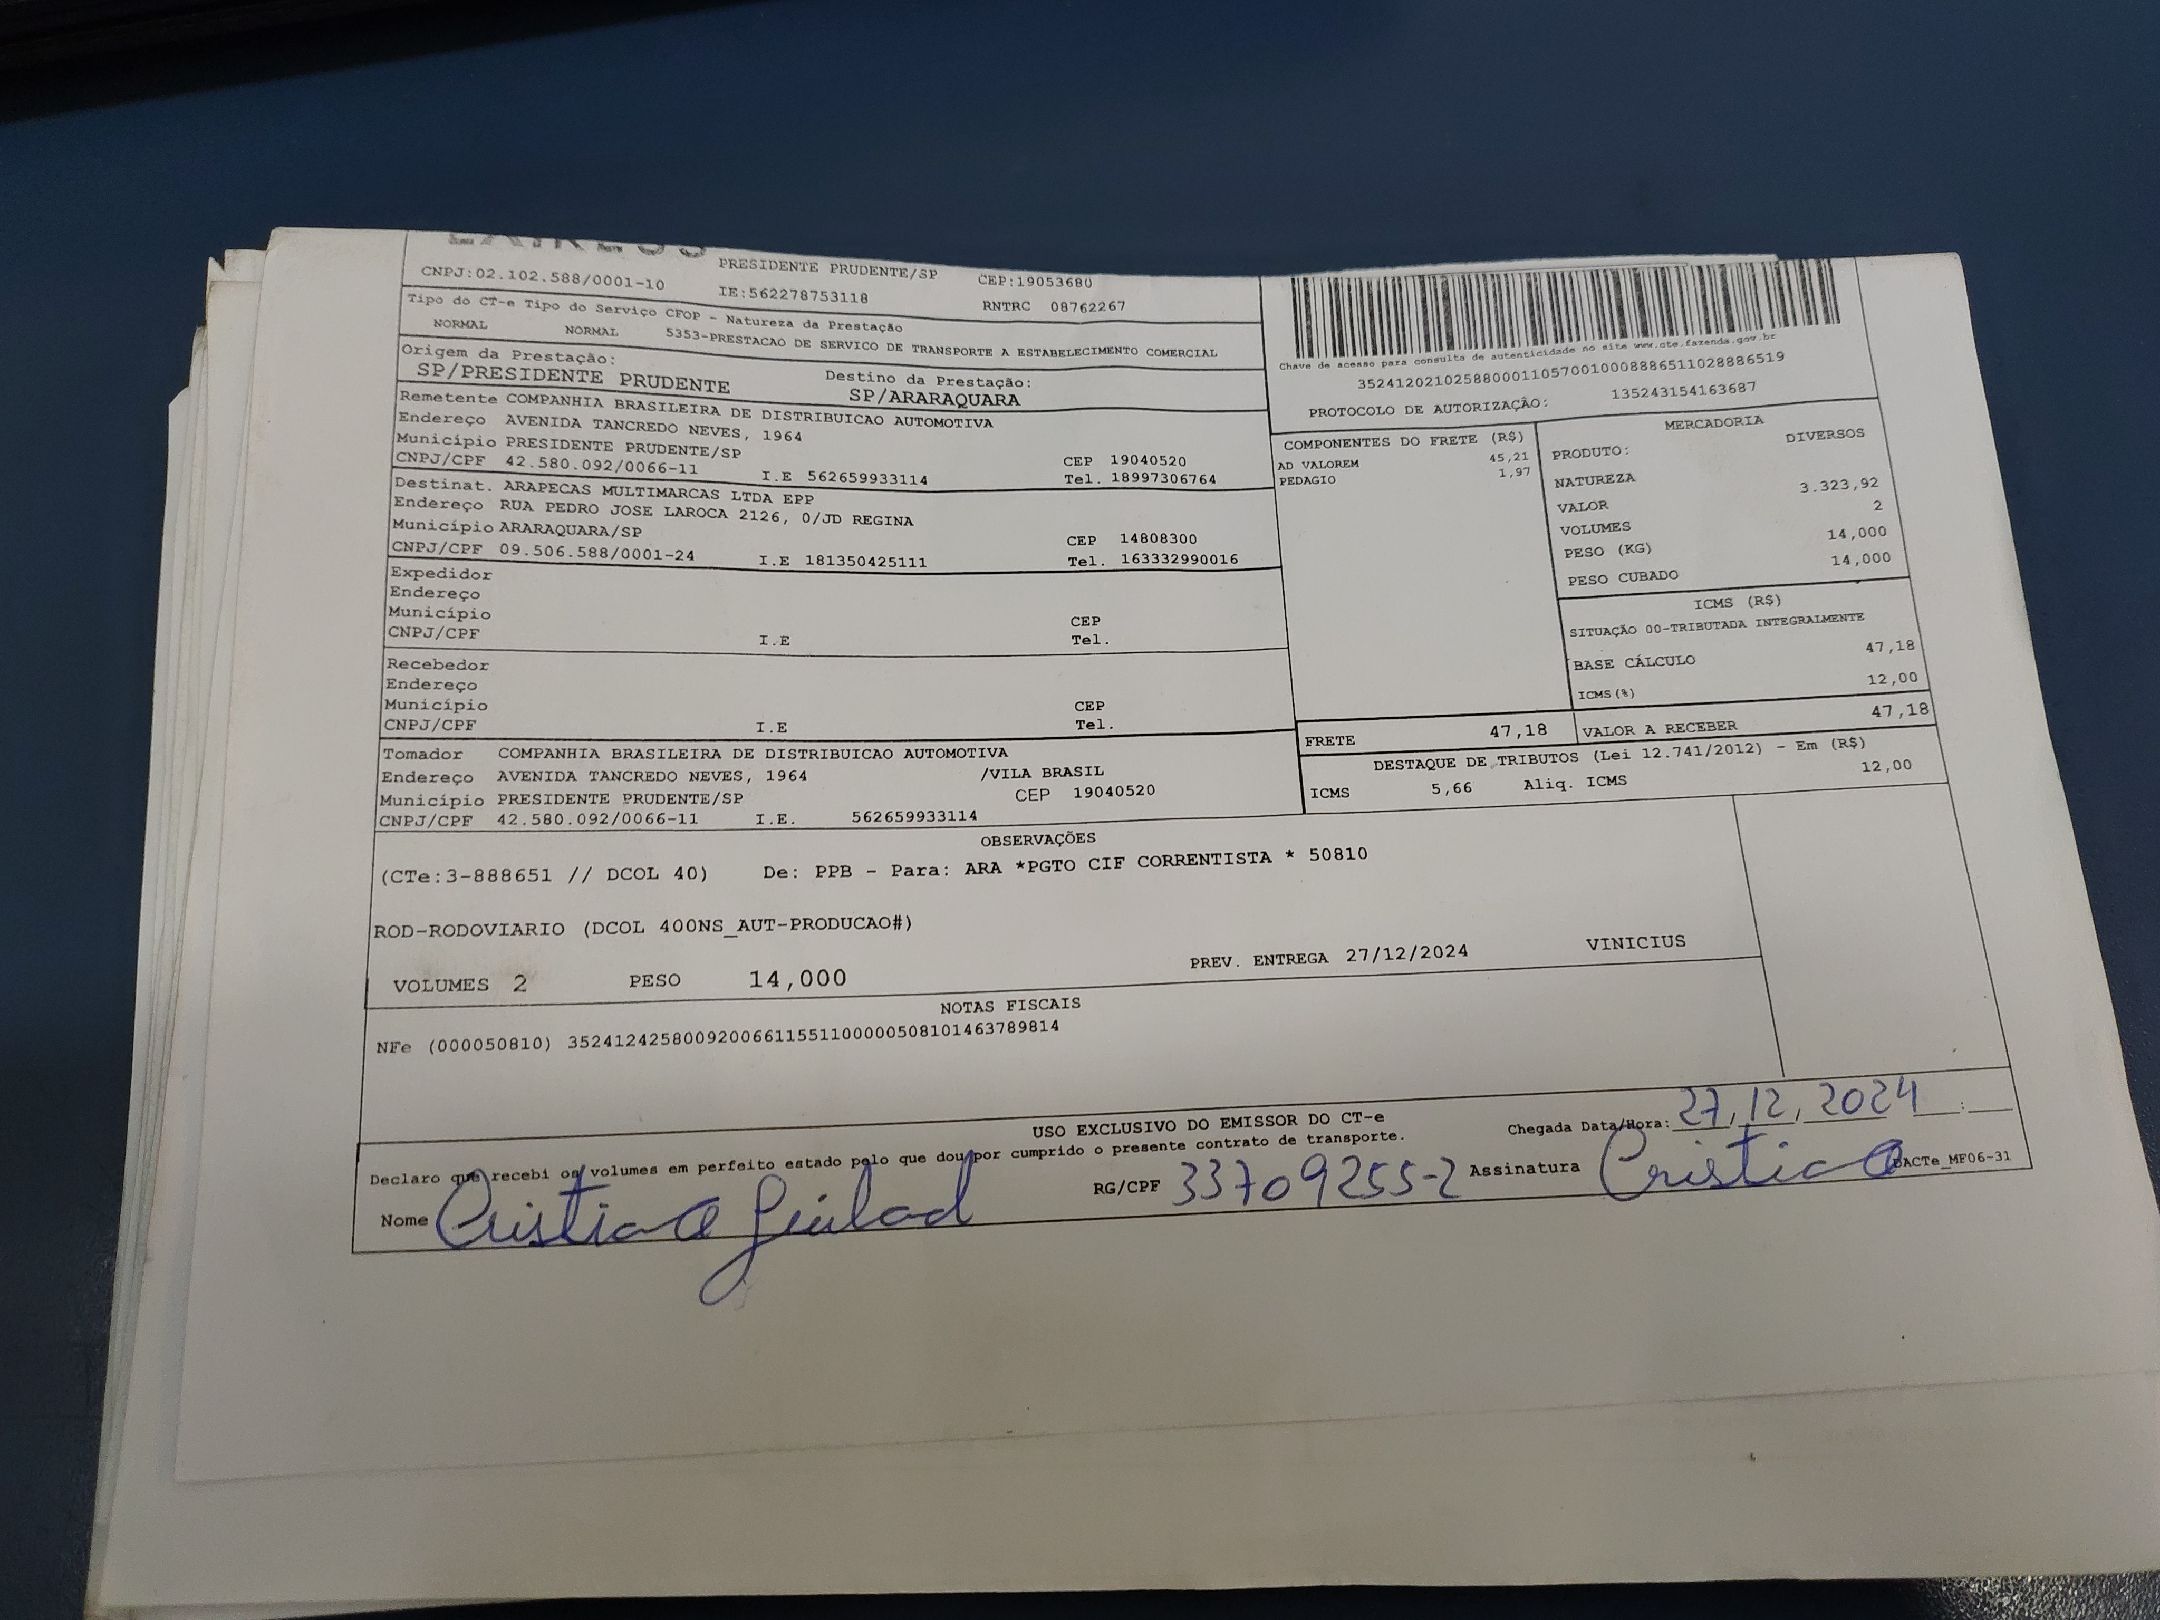 EXPRESS
CNPJ:02.102.588/0001-10 PRESIDENTE PRUDENTE/SP CEP:19053680
IE:562278753118 RNTRC 08762267
Tipo do CT-e Tipo do Serviço CFOP - Natureza da Prestação
NORMAL NORMAL 5353-PRESTACAO DE SERVICO DE TRANSPORTE A ESTABELECIMENTO COMERCIAL
Origem da Prestação: Destino da Prestação:
SP/PRESIDENTE PRUDENTE SP/ARARAQUARA
Remetente COMPANHIA BRASILEIRA DE DISTRIBUICAO AUTOMOTIVA
Endereço AVENIDA TANCREDO NEVES, 1964
Município PRESIDENTE PRUDENTE/SP CEP 19040520
CNPJ/CPF 42.580.092/0066-11 I.E 562659933114 Tel. 18997306764
Destinat. ARAPECAS MULTIMARCAS LTDA EPP
Endereço RUA PEDRO JOSE LAROCA 2126, 0/JD REGINA
Município ARARAQUARA/SP CEP 14808300
CNPJ/CPF 09.506.588/0001-24 I.E 181350425111 Tel. 163332990016
Expedidor
Endereço
Município CEP
CNPJ/CPF I.E Tel.
Recebedor
Endereço
Município CEP
CNPJ/CPF I.E Tel.
Tomador COMPANHIA BRASILEIRA DE DISTRIBUICAO AUTOMOTIVA
Endereço AVENIDA TANCREDO NEVES, 1964 /VILA BRASIL
Município PRESIDENTE PRUDENTE/SP CEP 19040520
CNPJ/CPF 42.580.092/0066-11 I.E. 562659933114
Chave de acesso para consulta de autenticidade no site www.cte.fazenda.gov.br
35241202102588000110570010008886511028886519
PROTOCOLO DE AUTORIZAÇÃO: 135243154163687
COMPONENTES DO FRETE (R$)
AD VALOREM 45,21
PEDAGIO 1,97
MERCADORIA
PRODUTO: DIVERSOS
NATUREZA
VALOR 3.323,92
VOLUMES 2
PESO (KG) 14,000
PESO CUBADO 14,000
ICMS (R$)
SITUAÇÃO 00-TRIBUTADA INTEGRALMENTE
BASE CÁLCULO 47,18
ICMS(%) 12,00
FRETE 47,18 VALOR A RECEBER 47,18
DESTAQUE DE TRIBUTOS (Lei 12.741/2012) - Em (R$)
ICMS 5,66 Aliq. ICMS 12,00
OBSERVAÇÕES
(CTe:3-888651 // DCOL 40) De: PPB - Para: ARA *PGTO CIF CORRENTISTA * 50810
ROD-RODOVIARIO (DCOL 400NS_AUT-PRODUCAO#)
VOLUMES 2 PESO 14,000 PREV. ENTREGA 27/12/2024 VINICIUS
NOTAS FISCAIS
NFe (000050810) 35241242580092006611551100000508101463789814
USO EXCLUSIVO DO EMISSOR DO CT-e
Chegada Data/Hora: 27/12/2024 __:__
Declaro que recebi os volumes em perfeito estado pelo que dou por cumprido o presente contrato de transporte.
DACTe_MF06-31
Nome Cristiano RG/CPF 33709255-2 Assinatura Cristiano